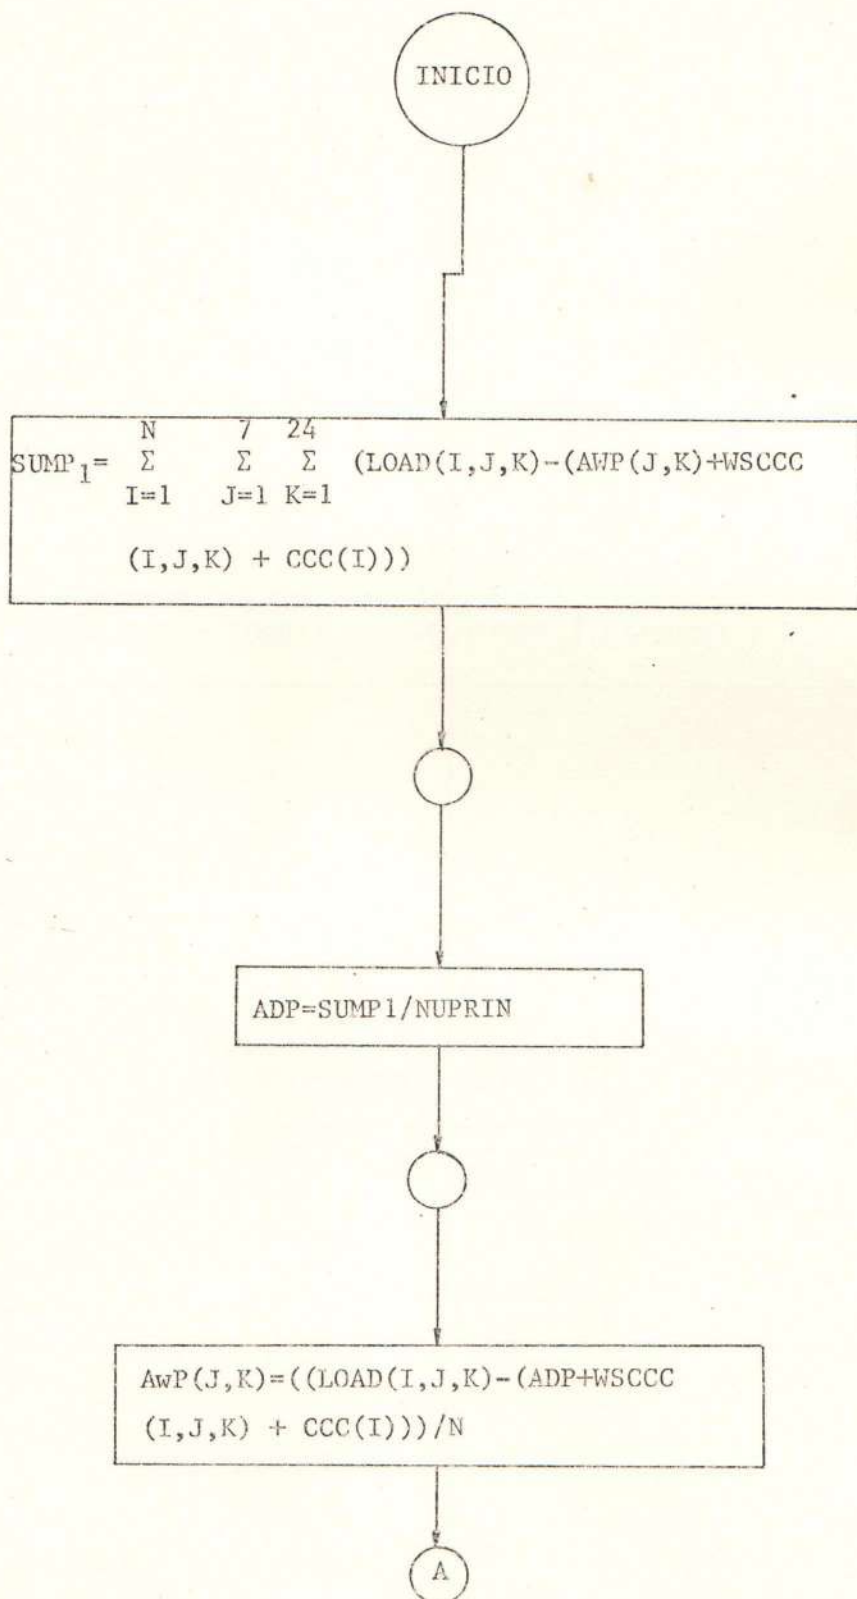 INICIO
N 7 24
SUMP1= Σ Σ Σ (LOAD(I,J,K)-(AWP(J,K)+WSCCC
I=1 J=1 K=1
(I,J,K) + CCC(I)))
ADP=SUMP1/NUPRIN
AwP(J,K)=((LOAD(I,J,K)-(ADP+WSCCC
(I,J,K) + CCC(I)))/N
A